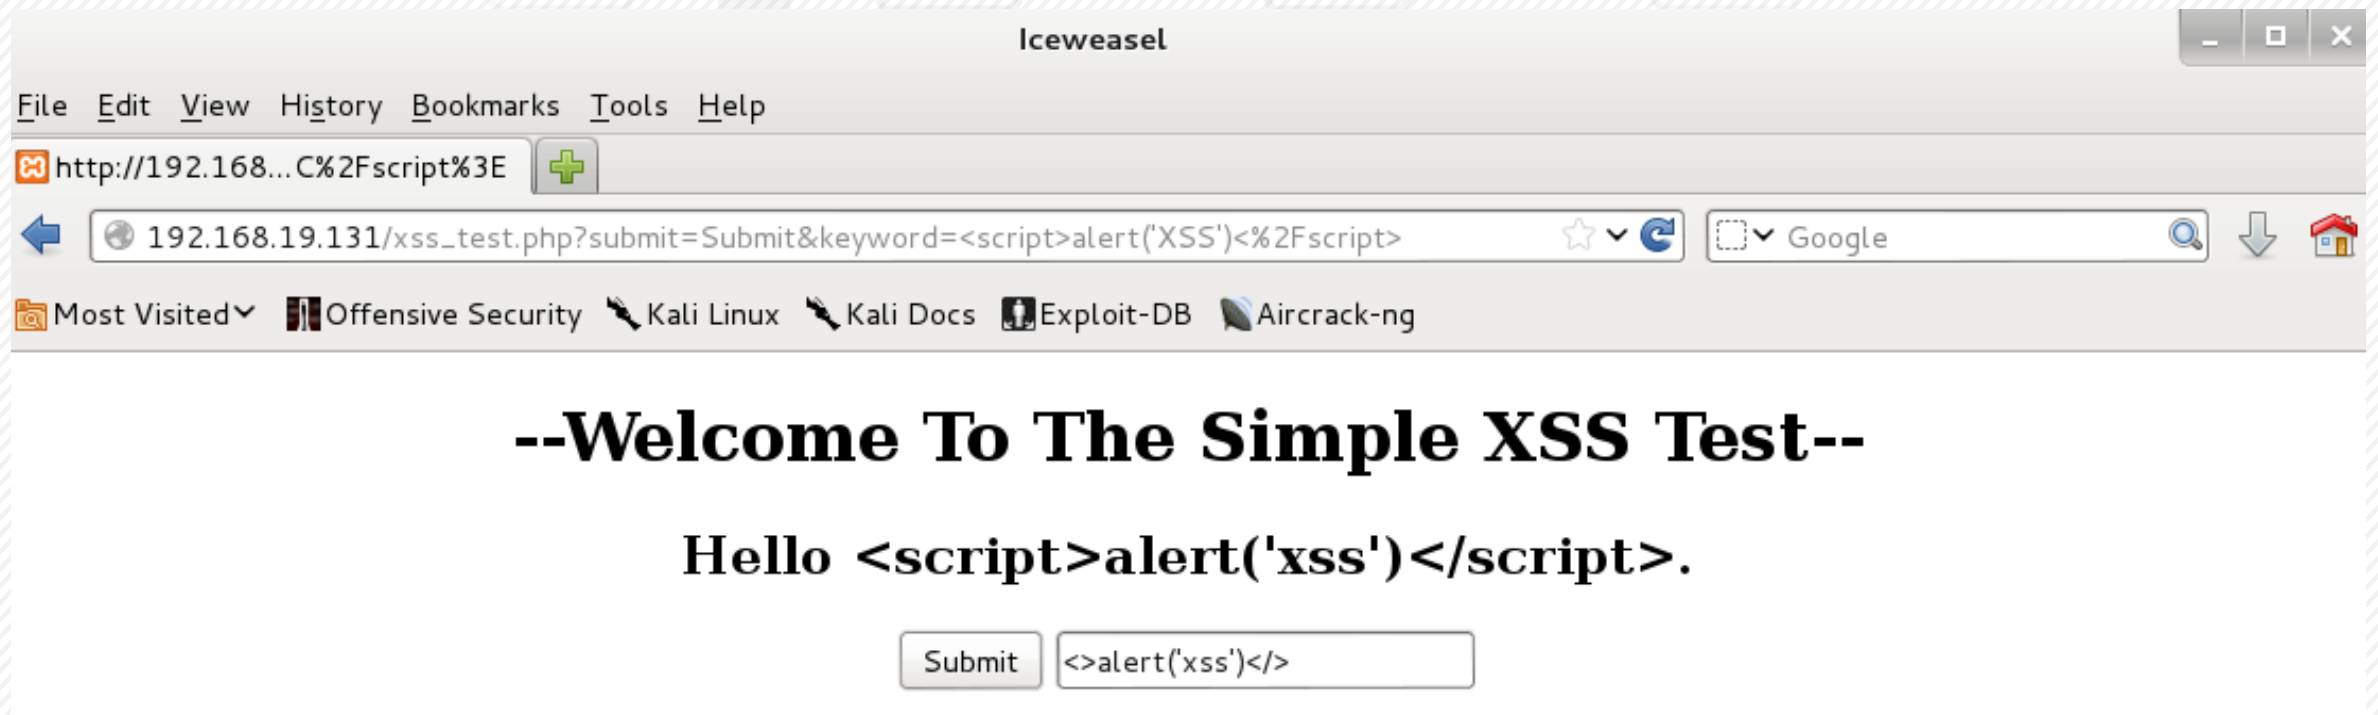 Iceweasel
File Edit View History Bookmarks Tools Help
http://192.168...C%2Fscript%3E
192.168.19.131/xss_test.php?submit=Submit&keyword=<script>alert('XSS')<%2Fscript> Google
Most Visited Offensive Security Kali Linux Kali Docs Exploit-DB Aircrack-ng
--Welcome To The Simple XSS Test--
Hello <script>alert('xss')</script>.
Submit <>alert('xss')</>